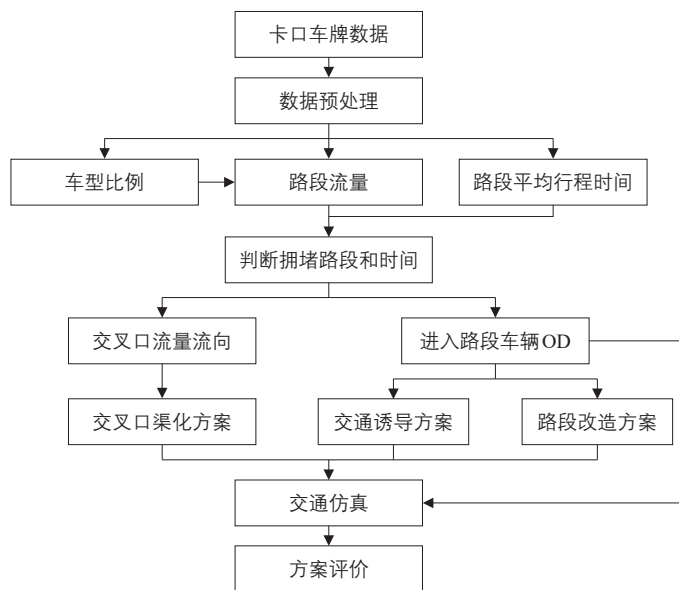 卡口车牌数据
数据预处理
车型比例
路段流量
路段平均行程时间
判断拥堵路段和时间
交叉口流量流向
进入路段车辆OD
交叉口渠化方案
交通诱导方案
路段改造方案
交通仿真
方案评价